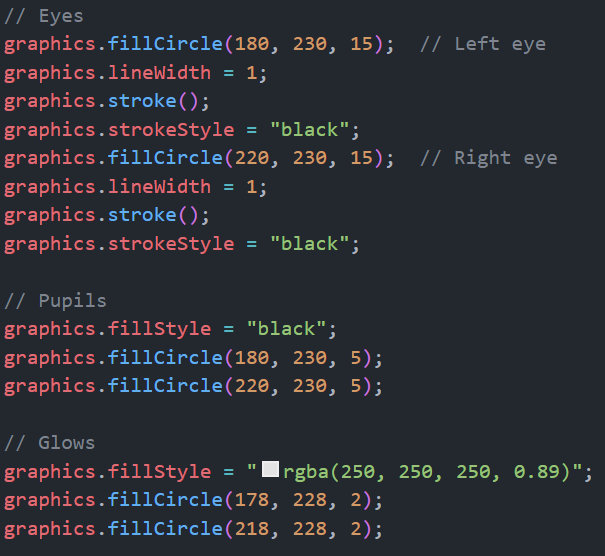 // Eyes
graphics.fillCircle(180, 230, 15);  // Left eye
graphics.lineWidth = 1;
graphics.stroke();
graphics.strokeStyle = "black";
graphics.fillCircle(220, 230, 15);  // Right eye
graphics.lineWidth = 1;
graphics.stroke();
graphics.strokeStyle = "black";
// Pupils
graphics.fillStyle = "black";
graphics.fillCircle(180, 230, 5);
graphics.fillCircle(220, 230, 5);
// Glows
graphics.fillStyle = "rgba(250, 250, 250, 0.89)";
graphics.fillCircle(178, 228, 2);
graphics.fillCircle(218, 228, 2);